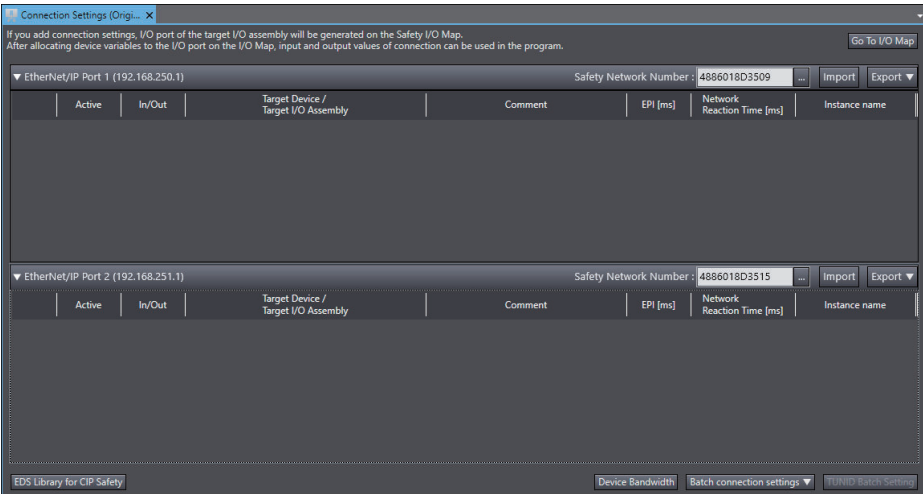 Connection Settings (Origi... X
If you add connection settings, I/O port of the target I/O assembly will be generated on the Safety I/O Map.
After allocating device variables to the I/O port on the I/O Map, input and output values of connection can be used in the program.
Go To I/O Map
▼ EtherNet/IP Port 1 (192.168.250.1) Safety Network Number : 4886018D3509 ... Import Export ▼
Active In/Out Target Device / Comment EPI [ms] Network Instance name
Target I/O Assembly Reaction Time [ms]
▼ EtherNet/IP Port 2 (192.168.251.1) Safety Network Number : 4886018D3515 ... Import Export ▼
Active In/Out Target Device / Comment EPI [ms] Network Instance name
Target I/O Assembly Reaction Time [ms]
EDS Library for CIP Safety Device Bandwidth Batch connection settings ▼ TUNID Batch Setting